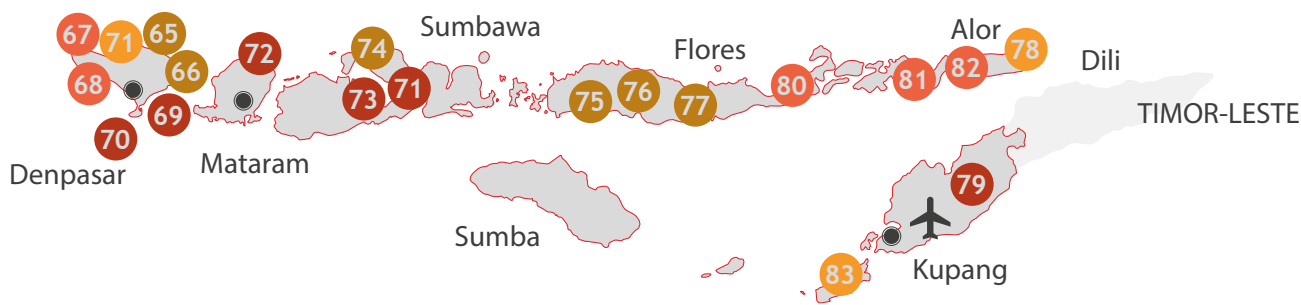 Sumbawa
Alor
67
71
65
72
74
Flores
78
Dili
68
66
73
71
75
76
77
80
81
82
69
70
TIMOR-LESTE
Denpasar
Mataram
79
Sumba
83
Kupang